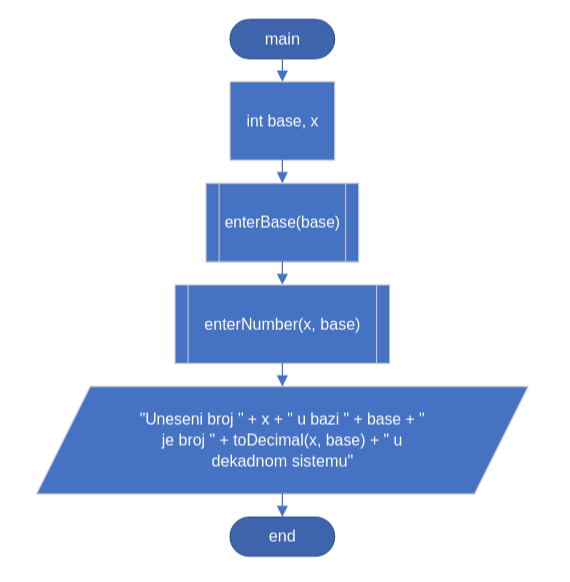 main
int base, x
enterBase(base)
enterNumber(x, base)
"Uneseni broj " + x + " u bazi " + base + "
je broj " + toDecimal(x, base) + " u
dekadnom sistemu"
end